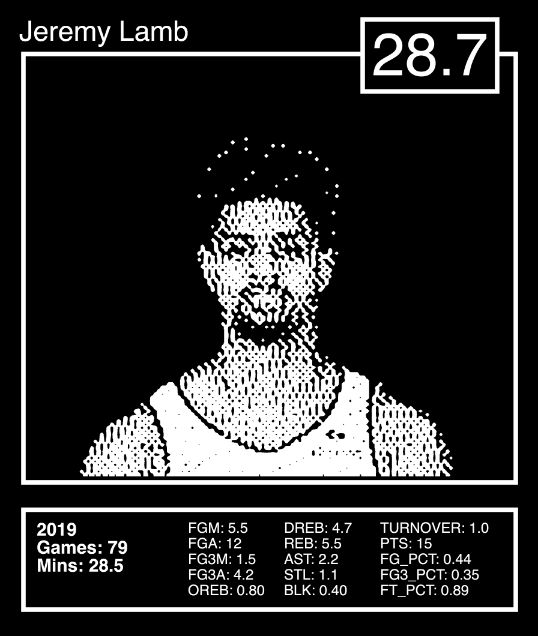 Jeremy Lamb
28.7
2019
Games: 79
Mins: 28.5
FGM: 5.5
FGA: 12
FG3M: 1.5
FG3A: 4.2
OREB: 0.80
DREB: 4.7
REB: 5.5
AST: 2.2
STL: 1.1
BLK: 0.40
TURNOVER: 1.0
PTS: 15
FG_PCT: 0.44
FG3_PCT: 0.35
FT_PCT: 0.89